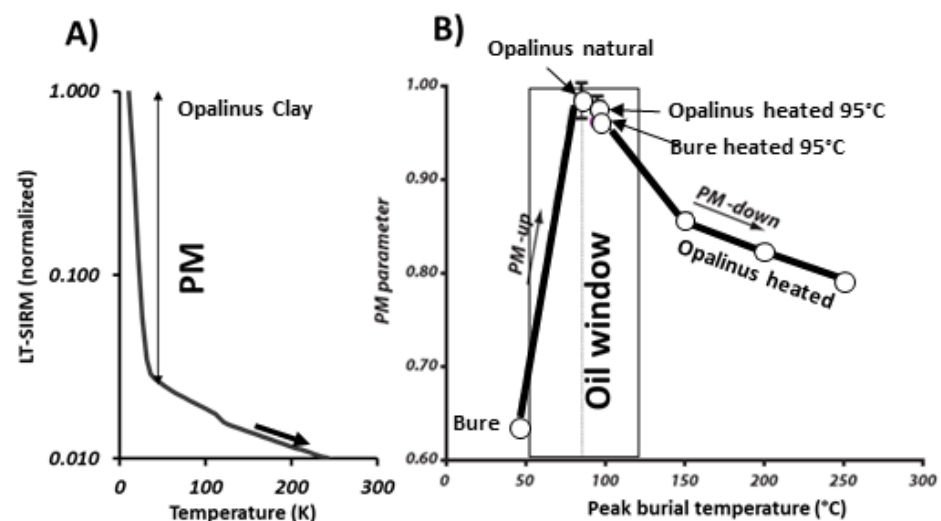 A)
1.000
0.100
0.010
LT-SIRM (normalized)
Opalinus Clay
PM
0
100
200
300
Temperature (K)
B)
Opalinus natural
Opalinus heated 95°C
Bure heated 95°C
1.00
0.90
0.80
0.70
0.60
PM parameter
PM-up
Oil window
PM-down
Opalinus heated
Bure
0
50
100
150
200
250
300
Peak burial temperature (°C)